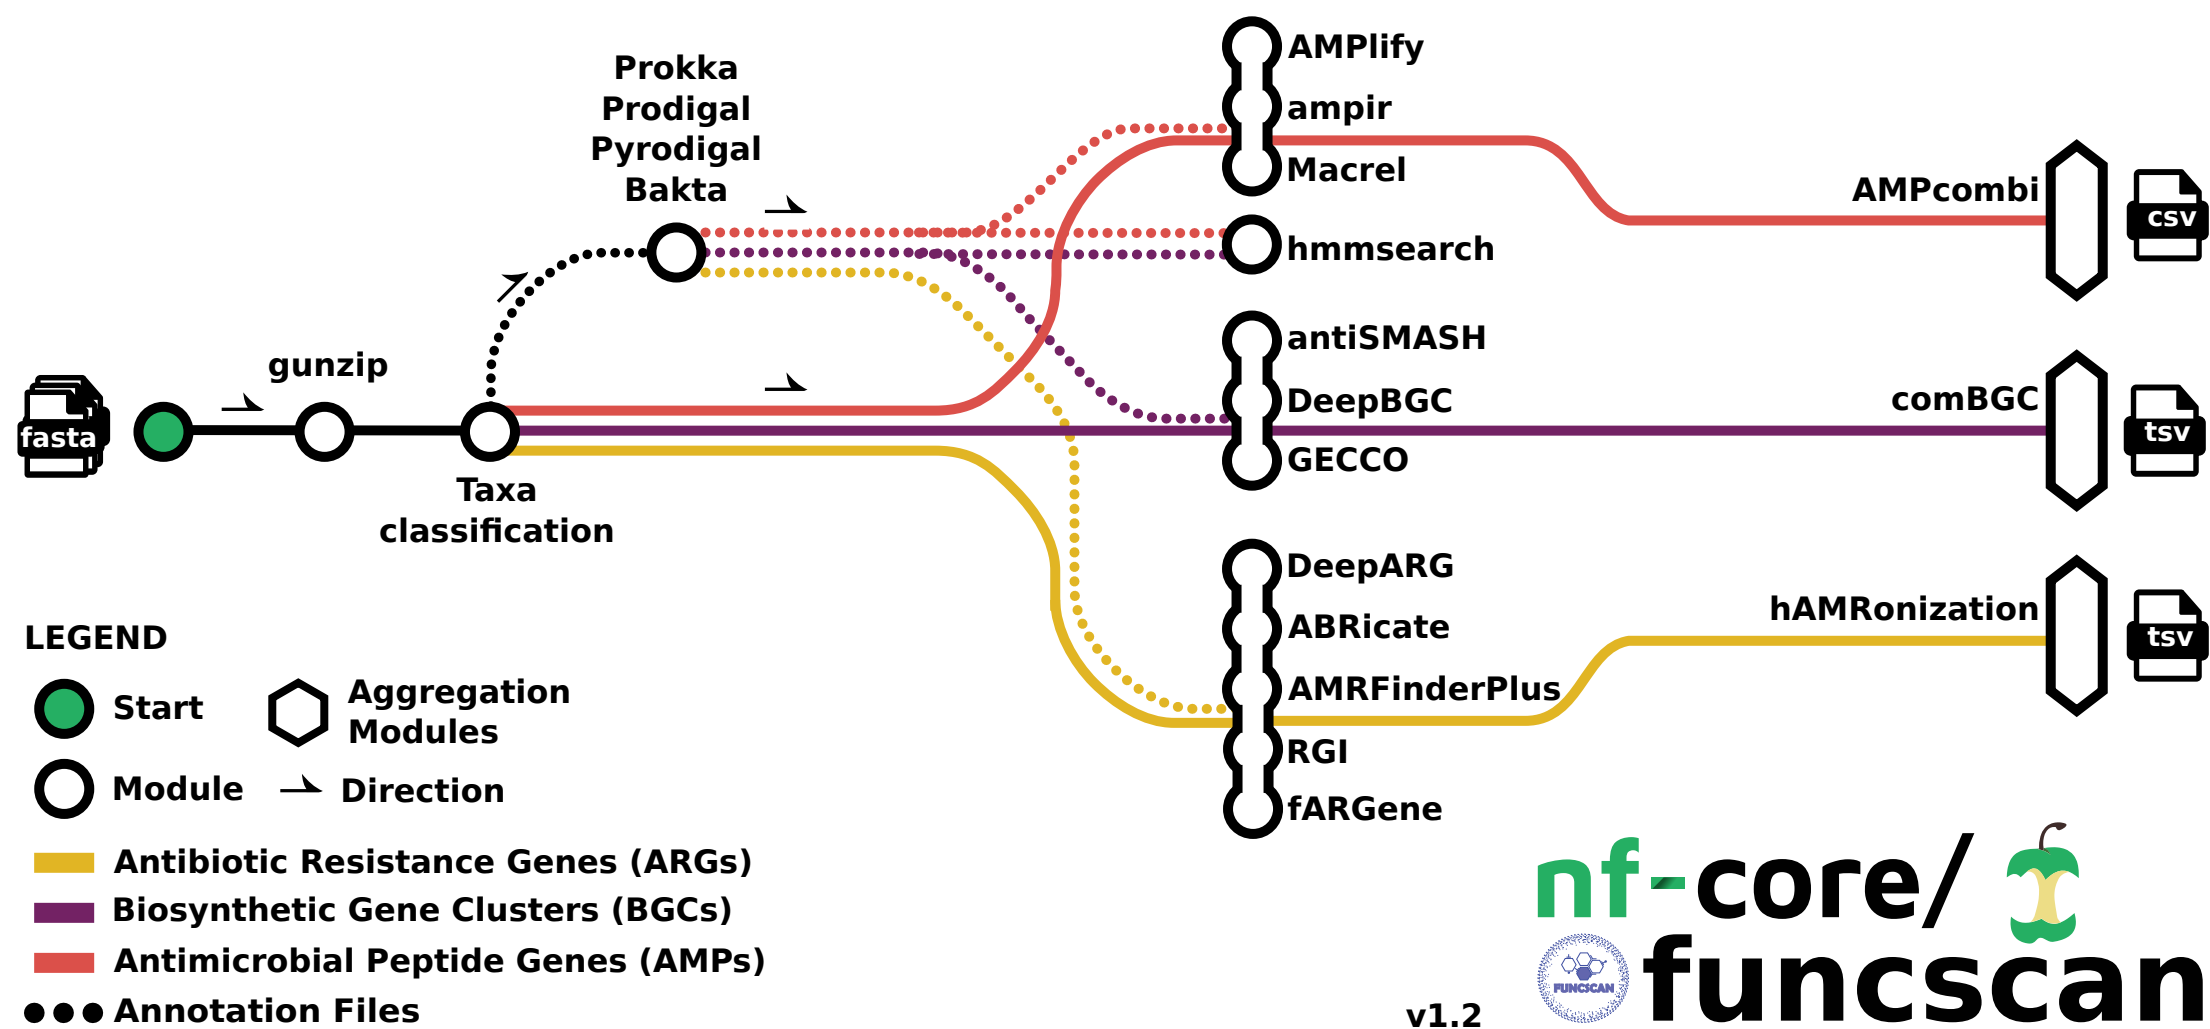 Prokka
Prodigal
Pyrodigal
Bakta
gunzip
fasta
Taxa
classification
AMPlify
ampir
Macrel
hmmsearch
antiSMASH
DeepBGC
GECCO
DeepARG
ABRicate
AMRFinderPlus
RGI
fARGene
AMPcombi
csv
comBGC
tsv
hAMRonization
tsv
LEGEND
Start
Aggregation
Modules
Module
Direction
Antibiotic Resistance Genes (ARGs)
Biosynthetic Gene Clusters (BGCs)
Antimicrobial Peptide Genes (AMPs)
Annotation Files
nf-core/
FUNCSCAN
funcscan
v1.2